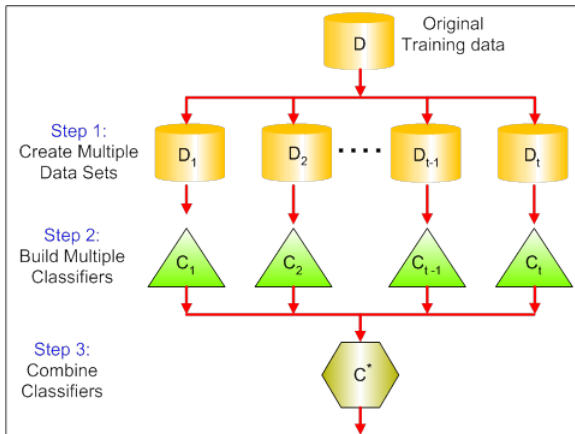 Original
Training data
D
Step 1:
Create Multiple
Data Sets
D1
D2
....
Dt-1
Dt
Step 2:
Build Multiple
Classifiers
C1
C2
Ct-1
Ct
Step 3:
Combine
Classifiers
C*